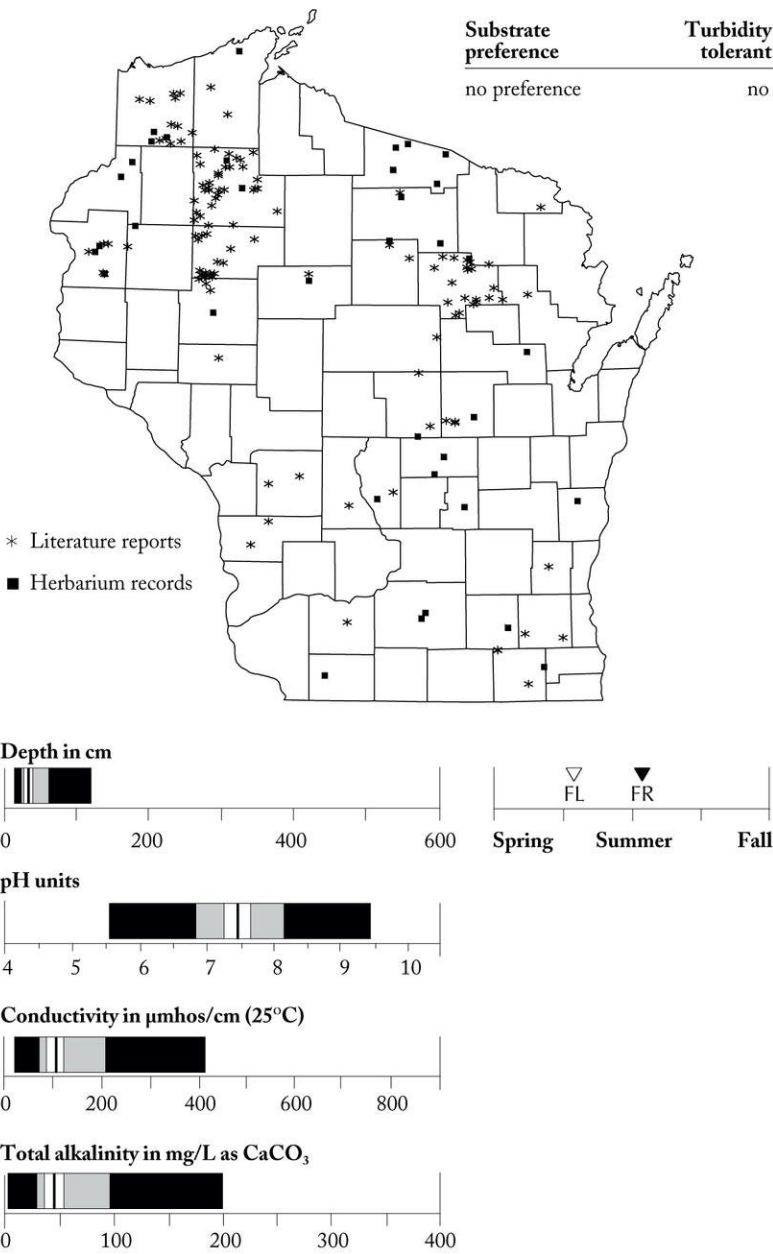 Substrate preference
Turbidity tolerant
no preference
no
Literature reports
Herbarium records
Depth in cm
0 200 400 600
FL FR
Spring Summer Fall
pH units
4 5 6 7 8 9 10
Conductivity in µmhos/cm (25°C)
0 200 400 600 800
Total alkalinity in mg/L as CaCO₃
0 100 200 300 400